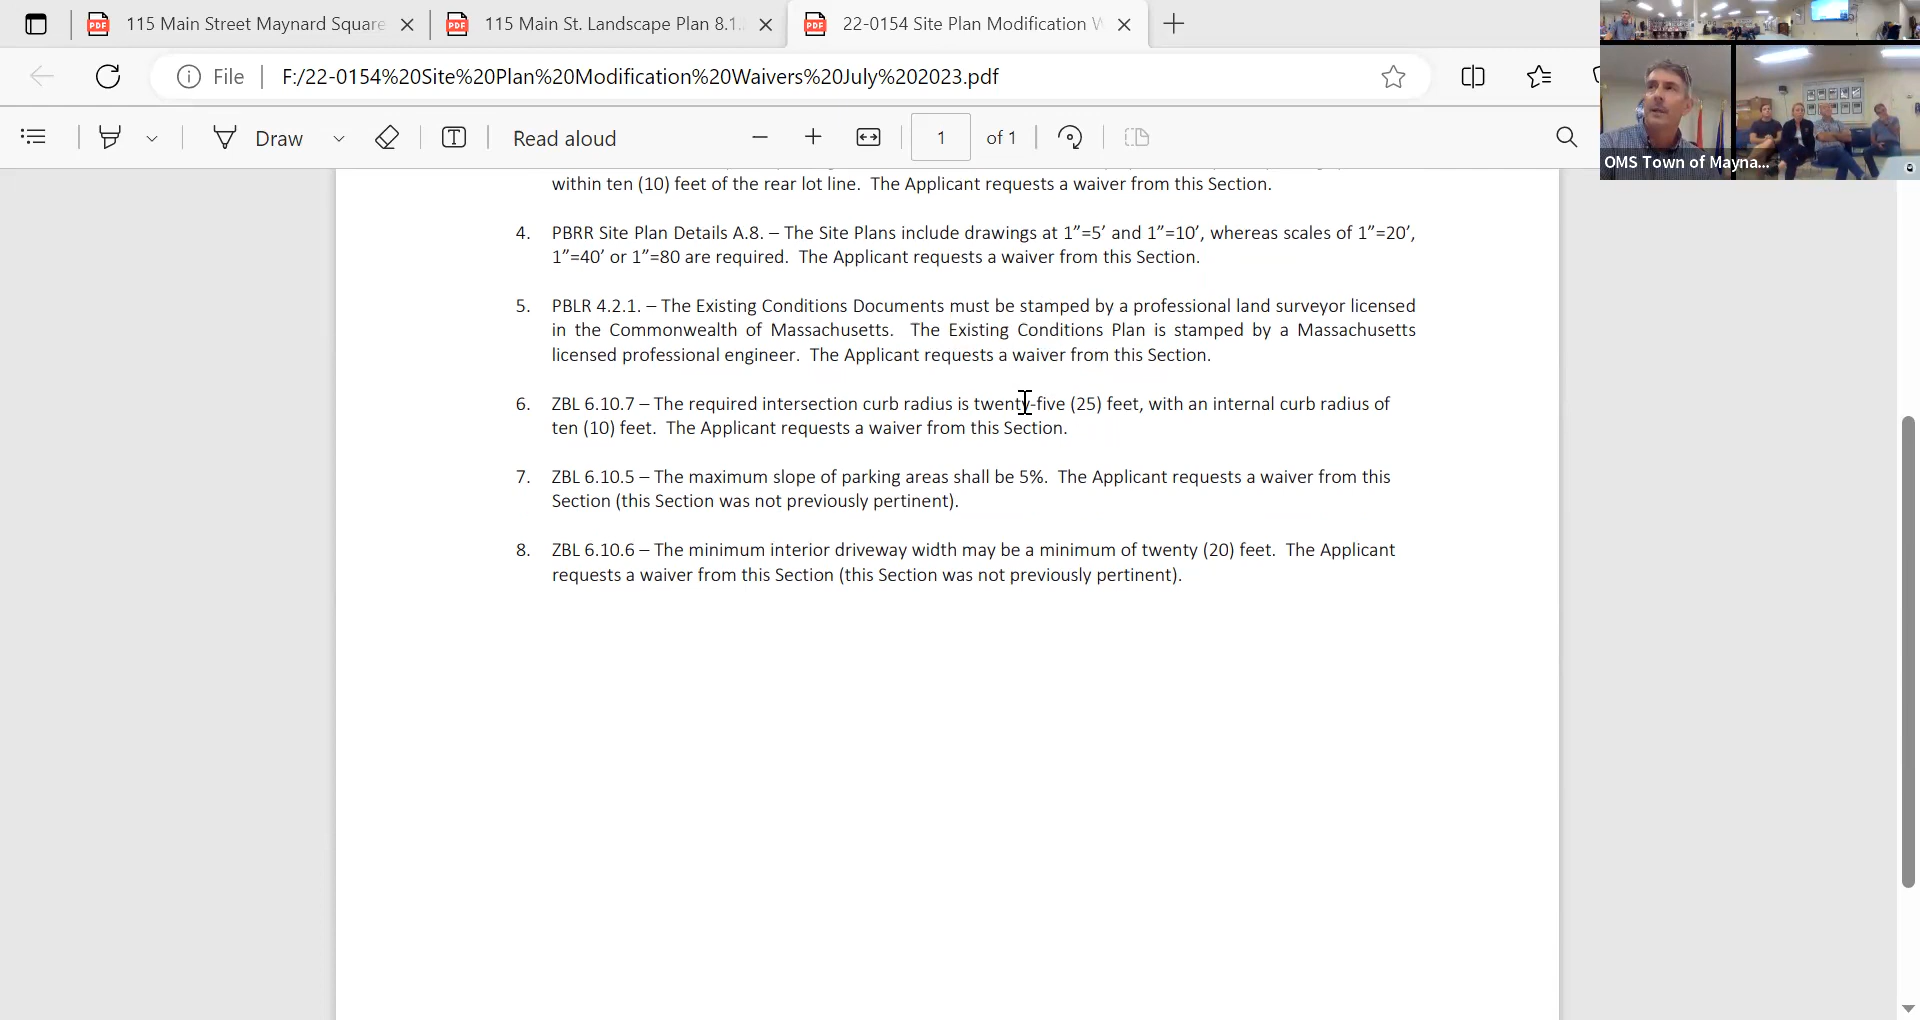 115 Main Street Maynard Square
115 Main St. Landscape Plan 8.1.
22-0154 Site Plan Modification W
File
F:/22-0154%20Site%20Plan%20Modification%20Waivers%20July%202023.pdf
Draw
Read aloud
1
of 1
OMS Town of Mayna...
within ten (10) feet of the rear lot line. The Applicant requests a waiver from this Section.
4. PBRR Site Plan Details A.8. – The Site Plans include drawings at 1”=5’ and 1”=10’, whereas scales of 1”=20’,
1”=40’ or 1”=80 are required. The Applicant requests a waiver from this Section.
5. PBLR 4.2.1. – The Existing Conditions Documents must be stamped by a professional land surveyor licensed
in the Commonwealth of Massachusetts. The Existing Conditions Plan is stamped by a Massachusetts
licensed professional engineer. The Applicant requests a waiver from this Section.
6. ZBL 6.10.7 – The required intersection curb radius is twenty-five (25) feet, with an internal curb radius of
ten (10) feet. The Applicant requests a waiver from this Section.
7. ZBL 6.10.5 – The maximum slope of parking areas shall be 5%. The Applicant requests a waiver from this
Section (this Section was not previously pertinent).
8. ZBL 6.10.6 – The minimum interior driveway width may be a minimum of twenty (20) feet. The Applicant
requests a waiver from this Section (this Section was not previously pertinent).